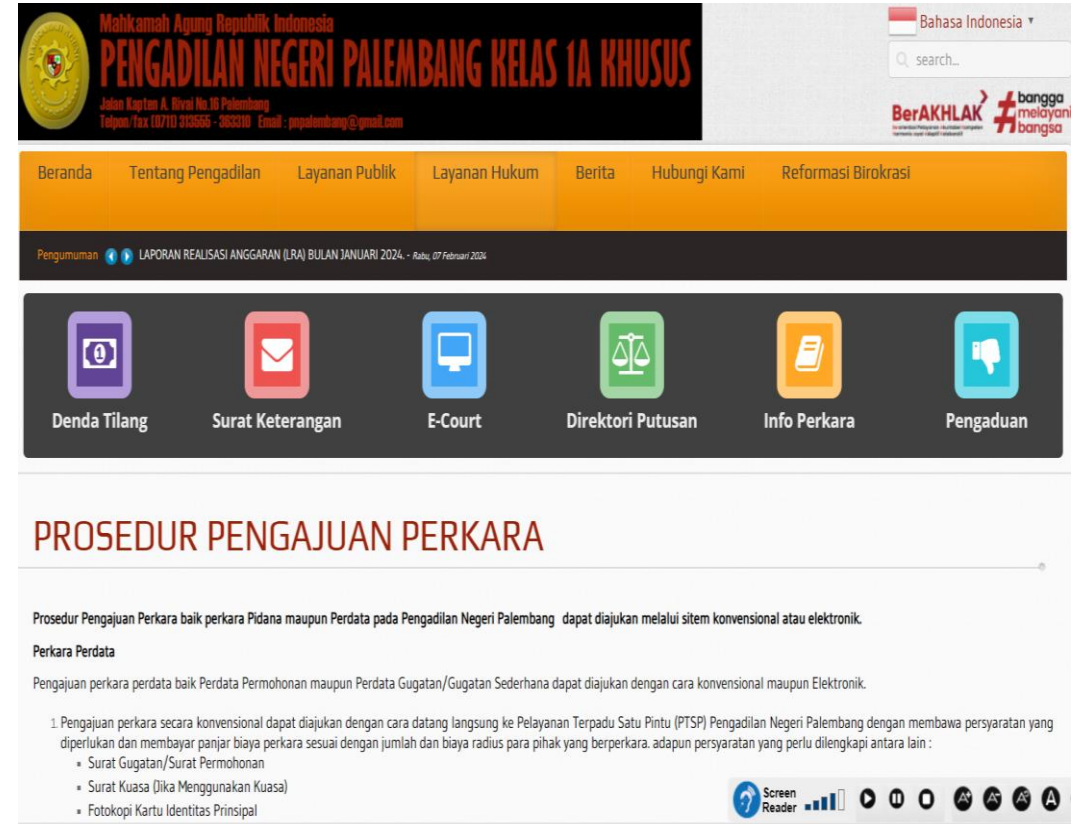 Mahkamah Agung Republik Indonesia
PENGADILAN NEGERI PALEMBANG KELAS 1A KHUSUS
Jalan Kapten A. Rivai No.16 Palembang
Telpon/fax (0711) 313555 - 363310 Email : pnpalembang@gmail.com
Bahasa Indonesia
search...
BerAKHLAK
# bangga melayani bangsa
Beranda Tentang Pengadilan Layanan Publik Layanan Hukum Berita Hubungi Kami Reformasi Birokrasi
Pengumuman LAPORAN REALISASI ANGGARAN (LRA) BULAN JANUARI 2024. - Rabu, 07 Februari 2024
Denda Tilang Surat Keterangan E-Court Direktori Putusan Info Perkara Pengaduan
PROSEDUR PENGAJUAN PERKARA
Prosedur Pengajuan Perkara baik perkara Pidana maupun Perdata pada Pengadilan Negeri Palembang dapat diajukan melalui sitem konvensional atau elektronik.
Perkara Perdata
Pengajuan perkara perdata baik Perdata Permohonan maupun Perdata Gugatan/Gugatan Sederhana dapat diajukan dengan cara konvensional maupun Elektronik.
1. Pengajuan perkara secara konvensional dapat diajukan dengan cara datang langsung ke Pelayanan Terpadu Satu Pintu (PTSP) Pengadilan Negeri Palembang dengan membawa persyaratan yang
diperlukan dan membayar panjar biaya perkara sesuai dengan jumlah dan biaya radius para pihak yang berperkara. adapun persyaratan yang perlu dilengkapi antara lain :
▪ Surat Gugatan/Surat Permohonan
▪ Surat Kuasa (Jika Menggunakan Kuasa)
▪ Fotokopi Kartu Identitas Prinsipal
Screen
Reader
A+ A- A A